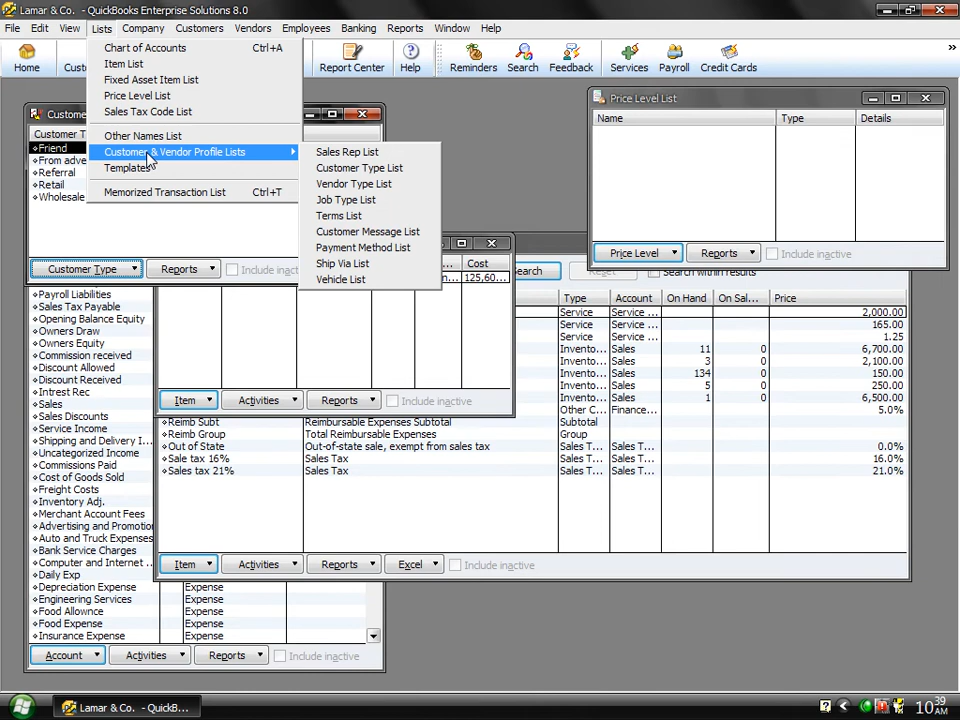 Lamar & Co. - QuickBooks Enterprise Solutions 8.0
File Edit View Lists Company Customers Vendors Employees Banking Reports Window Help
Home
Report Center
Help
Reminders
Search
Feedback
Services
Payroll
Credit Cards
Chart of Accounts Ctrl+A
Item List
Fixed Asset Item List
Price Level List
Sales Tax Code List
Other Names List
Customer & Vendor Profile Lists
Templates
Memorized Transaction List Ctrl+T
Sales Rep List
Customer Type List
Vendor Type List
Job Type List
Terms List
Customer Message List
Payment Method List
Ship Via List
Vehicle List
Friend
Referral
Retail
Wholesale
Customer Type Reports
Price Level List
Name Type Details
Price Level Reports Include inactive
Cost
125,60...
Item Activities Reports Include inactive
Search within results
Type Account On Hand On Sal... Price
Service Service ... 2,000.00
Service Service ... 165.00
Service Service ... 1.25
Invento... Sales 11 0 6,700.00
Invento... Sales 3 0 2,100.00
Invento... Sales 134 0 150.00
Invento... Sales 5 0 250.00
Invento... Sales 1 0 6,500.00
Other C... Finance... 5.0%
Reimb Subt Reimbursable Expenses Subtotal Subtotal
Reimb Group Total Reimbursable Expenses Group
Out of State Out-of-state sale, exempt from sales tax Sales T... Sales T... 0.0%
Sale tax 16% Sales Tax Sales T... Sales T... 16.0%
Sales tax 21% Sales Tax Sales T... Sales T... 21.0%
Item Activities Reports Excel Include inactive
Payroll Liabilities
Sales Tax Payable
Opening Balance Equity
Owners Draw
Owners Equity
Commission received
Discount Allowed
Discount Received
Intrest Rec
Sales
Sales Discounts
Service Income
Shipping and Delivery I...
Uncategorized Income
Commissions Paid
Cost of Goods Sold
Freight Costs
Inventory Adj.
Merchant Account Fees
Advertising and Promotio
Auto and Truck Expenses
Bank Service Charges
Computer and Internet ...
Daily Exp
Depreciation Expense Expense
Engineering Services Expense
Food Allownce Expense
Food Expense Expense
Insurance Expense Expense
Account Activities Reports Include inactive
Lamar & Co. - QuickB...
10:39 AM